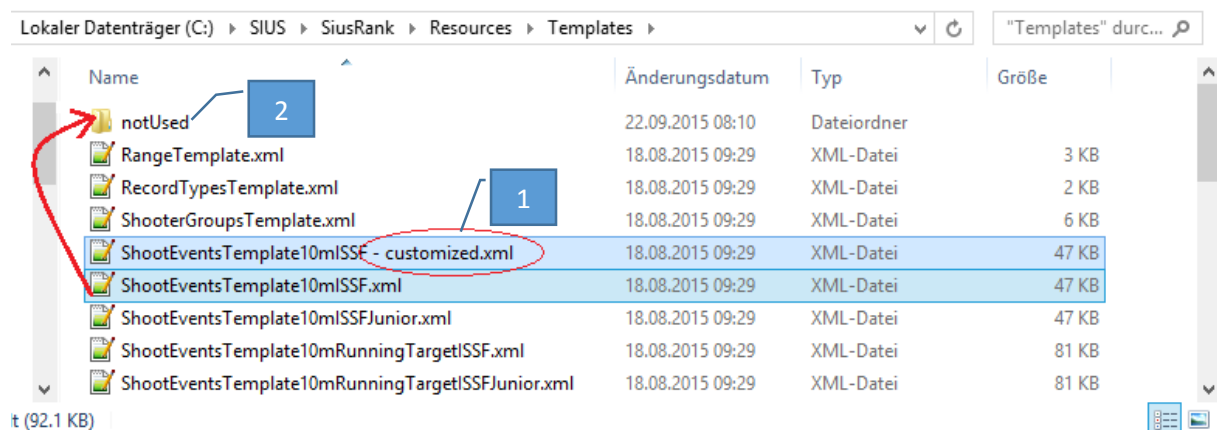 Lokaler Datenträger (C:) SIUS SiusRank Resources Templates "Templates" durc...
Name Änderungsdatum Typ Größe
notUsed 2 22.09.2015 08:10 Dateiordner
RangeTemplate.xml 18.08.2015 09:29 XML-Datei 3 KB
RecordTypesTemplate.xml 18.08.2015 09:29 XML-Datei 2 KB
1
ShooterGroupsTemplate.xml 18.08.2015 09:29 XML-Datei 6 KB
ShootEventsTemplate10mISSF - customized.xml 18.08.2015 09:29 XML-Datei 47 KB
ShootEventsTemplate10mISSF.xml 18.08.2015 09:29 XML-Datei 47 KB
ShootEventsTemplate10mISSFJunior.xml 18.08.2015 09:29 XML-Datei 47 KB
ShootEventsTemplate10mRunningTargetISSF.xml 18.08.2015 09:29 XML-Datei 81 KB
ShootEventsTemplate10mRunningTargetISSFJunior.xml 18.08.2015 09:29 XML-Datei 81 KB
t (92.1 KB)